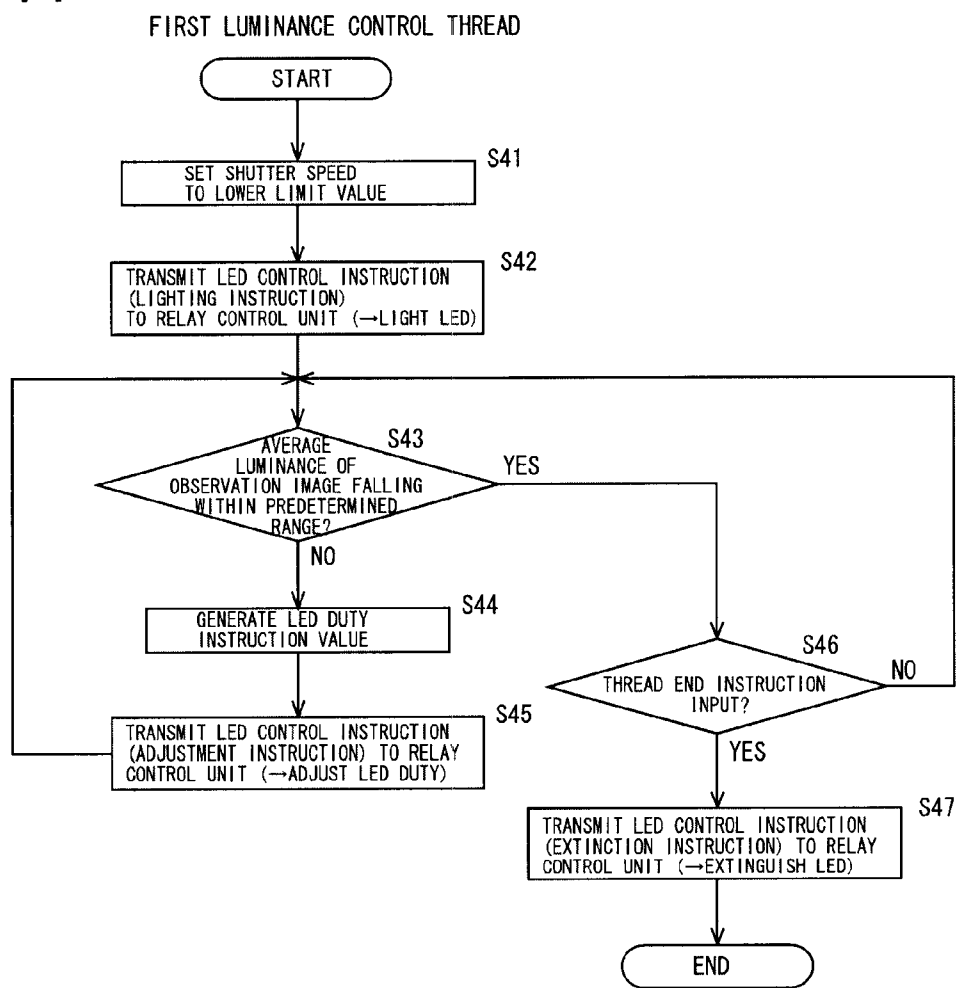 FIRST LUMINANCE CONTROL THREAD
START
S41
SET SHUTTER SPEED
TO LOWER LIMIT VALUE
S42
TRANSMIT LED CONTROL INSTRUCTION
(LIGHTING INSTRUCTION)
TO RELAY CONTROL UNIT (→LIGHT LED)
S43
AVERAGE
LUMINANCE OF
OBSERVATION IMAGE FALLING
WITHIN PREDETERMINED
RANGE?
YES
NO
S44
GENERATE LED DUTY
INSTRUCTION VALUE
S45
TRANSMIT LED CONTROL INSTRUCTION
(ADJUSTMENT INSTRUCTION) TO RELAY
CONTROL UNIT (→ADJUST LED DUTY)
S46
THREAD END INSTRUCTION
INPUT?
NO
YES
S47
TRANSMIT LED CONTROL INSTRUCTION
(EXTINCTION INSTRUCTION) TO RELAY
CONTROL UNIT (→EXTINGUISH LED)
END